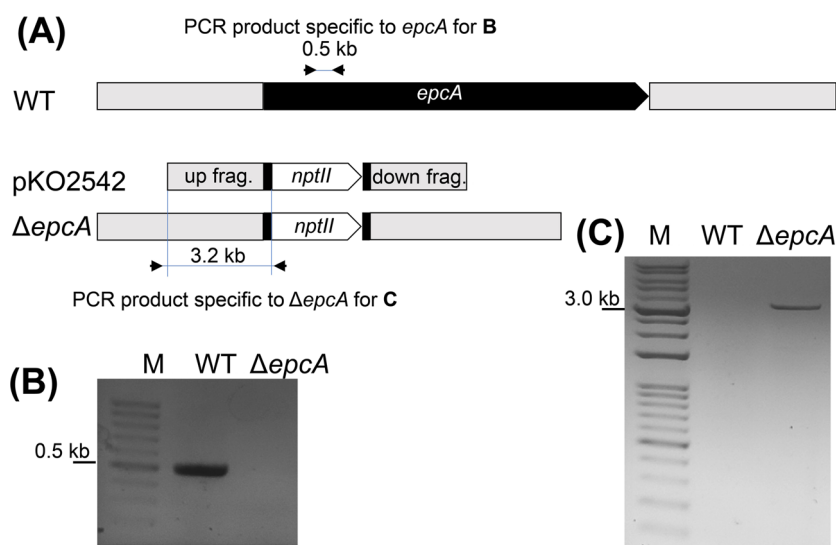 (A)
PCR product specific to epcA for B
0.5 kb
WT
epcA
pKO2542
up frag.
nptII
down frag.
ΔepcA
nptII
3.2 kb
PCR product specific to ΔepcA for C
(C)
M WT ΔepcA
3.0 kb
(B)
M WT ΔepcA
0.5 kb